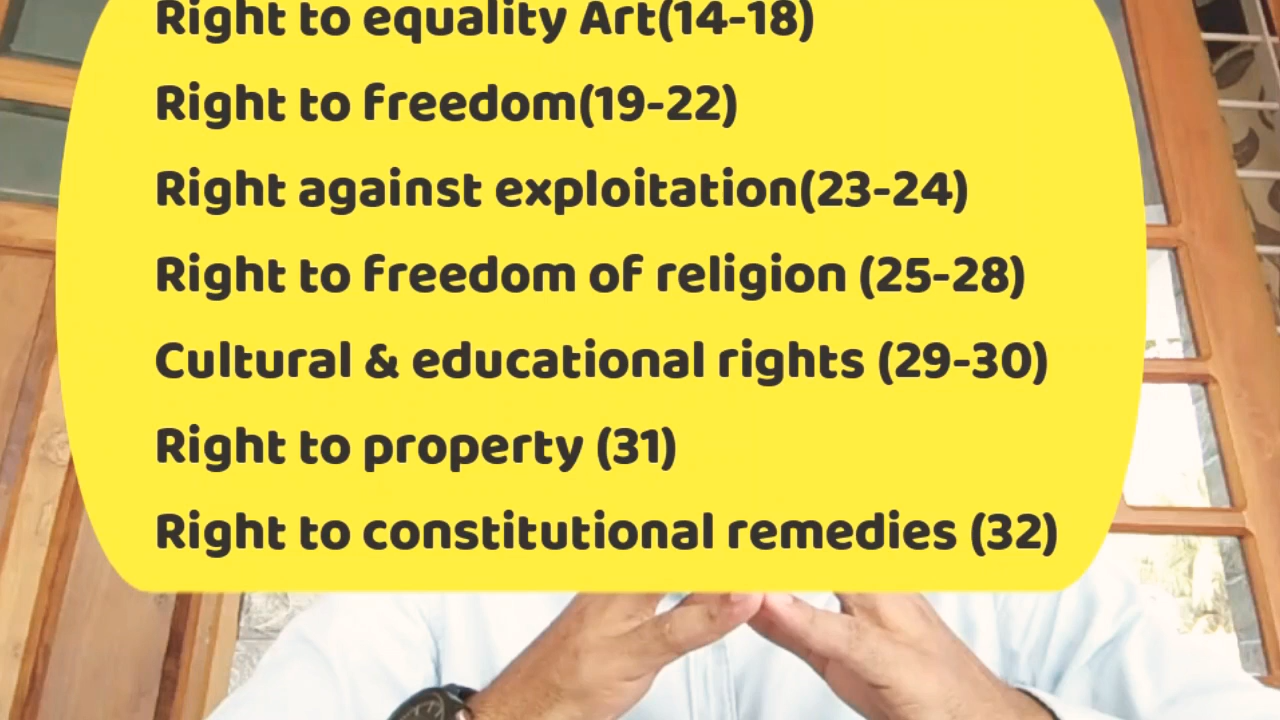 Right to equality Art(14-18)
Right to freedom(19-22)
Right against exploitation(23-24)
Right to freedom of religion (25-28)
Cultural & educational rights (29-30)
Right to property (31)
Right to constitutional remedies (32)